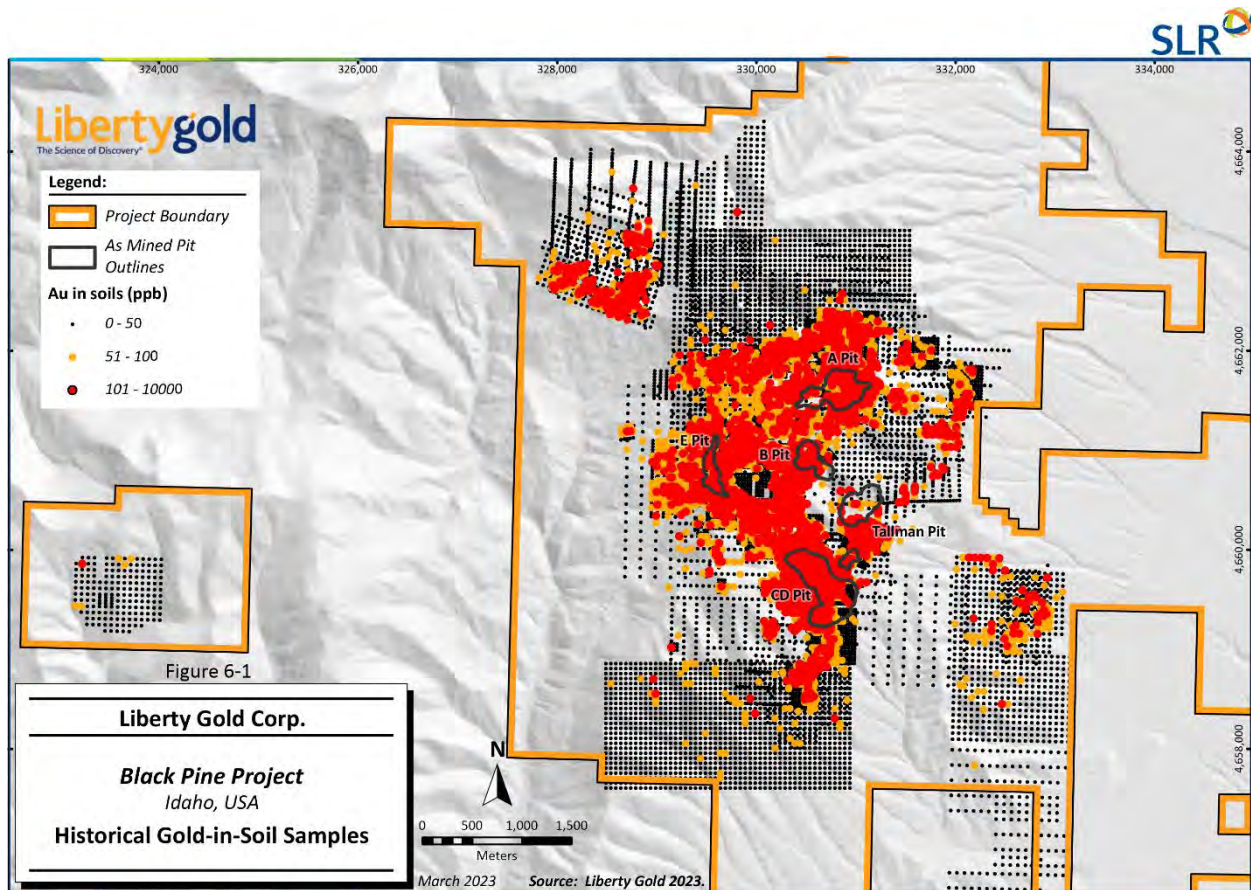 SLR
324,000
326,000
328,000
330,000
332,000
334,000
Libertygold
The Science of Discovery®
Legend:
Project Boundary
As Mined Pit
Outlines
Au in soils (ppb)
0 - 50
51 - 100
101 - 10000
4,664,000
4,662,000
4,660,000
4,658,000
A Pit
E Pit
B Pit
Tallman Pit
CD Pit
Figure 6-1
Liberty Gold Corp.
Black Pine Project
Idaho, USA
Historical Gold-in-Soil Samples
N
0 500 1,000 1,500
Meters
March 2023 Source: Liberty Gold 2023.